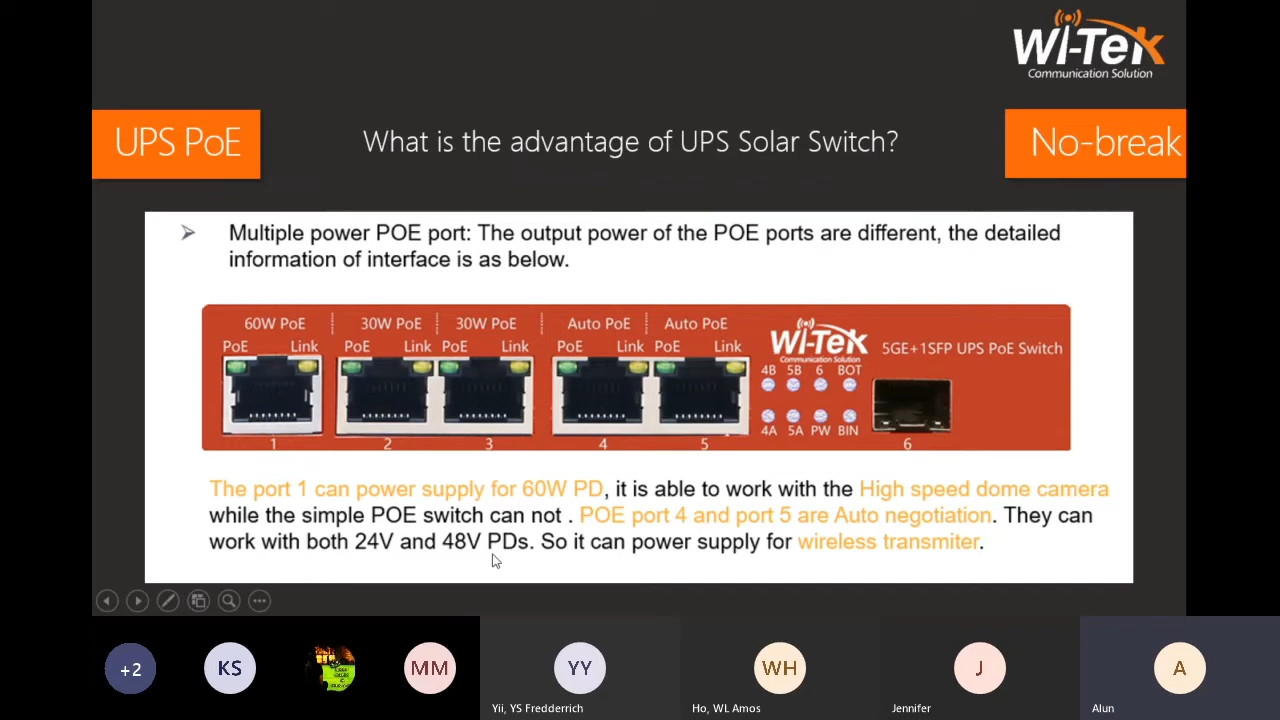 Wi-Tek
Communication Solution
UPS PoE
What is the advantage of UPS Solar Switch?
No-break
Multiple power POE port: The output power of the POE ports are different, the detailed
information of interface is as below.
60W PoE
30W PoE
30W PoE
Auto PoE
Auto PoE
PoE Link
PoE Link
PoE Link
PoE Link
PoE Link
Wi-Tek
Communication Solution
5GE+1SFP UPS PoE Switch
4B 5B 6 BOT
4A 5A PW BIN
1
2
3
4
5
6
The port 1 can power supply for 60W PD, it is able to work with the High speed dome camera
while the simple POE switch can not . POE port 4 and port 5 are Auto negotiation. They can
work with both 24V and 48V PDs. So it can power supply for wireless transmiter.
+2
KS
MM
YY
WH
J
A
Yii, YS Fredderrich
Ho, WL Amos
Jennifer
Alun